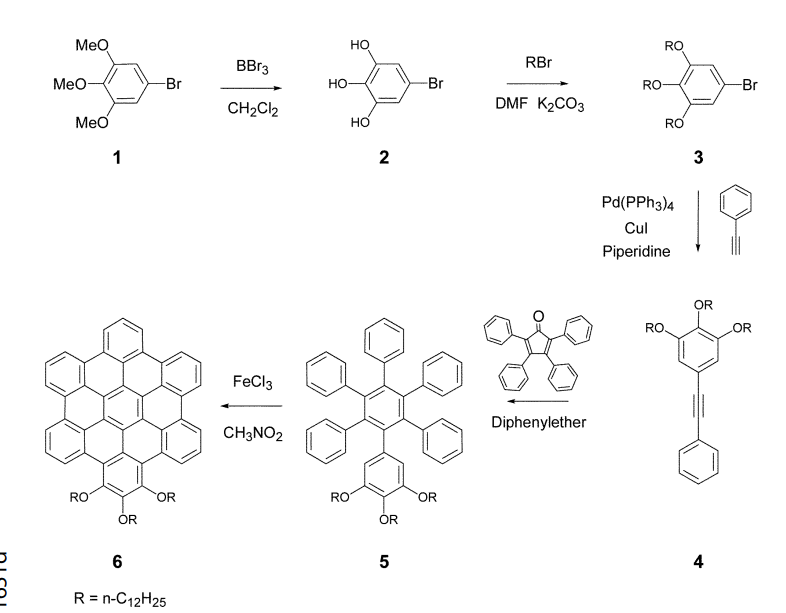 MeO
MeO
MeO
Br
1
BBr3
CH2Cl2
HO
HO
HO
Br
2
RBr
DMF K2CO3
RO
RO
RO
Br
3
Pd(PPh3)4
CuI
Piperidine
OR
RO
OR
4
O
Diphenylether
RO
OR
OR
5
FeCl3
CH3NO2
RO
OR
OR
6
R = n-C12H25